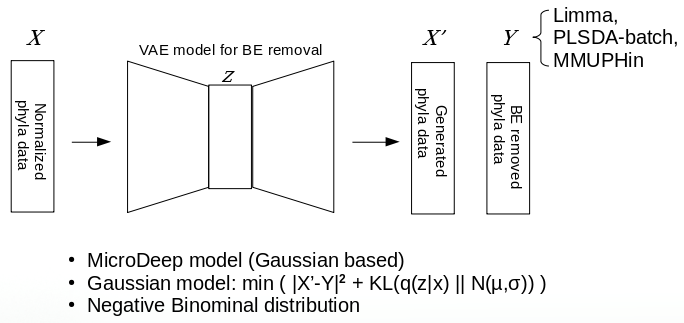 X
Normalized
phyla data
VAE model for BE removal
z
X’
Generated
phyla data
Y
BE removed
phyla data
Limma,
PLSDA-batch,
MMUPHin
• MicroDeep model (Gaussian based)
• Gaussian model: min ( |X’-Y|² + KL(q(z|x) || N(μ,σ)) )
• Negative Binominal distribution